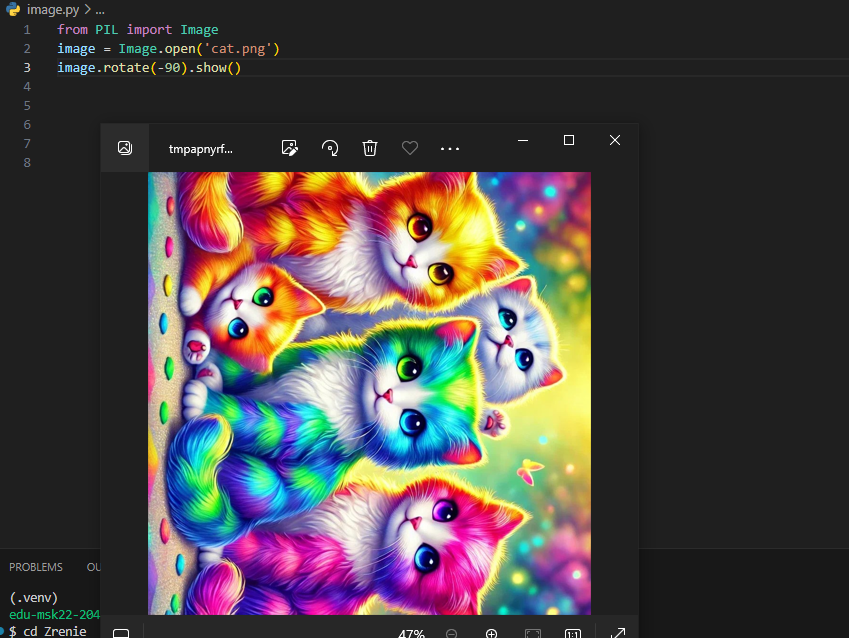 image.py > ...
1 from PIL import Image
2 image = Image.open('cat.png')
3 image.rotate(-90).show()
4
5
6
7
8
tmpapnyrf...
PROBLEMS OU
(.venv)
edu-msk22-204
$ cd Zrenie
47%
1:1